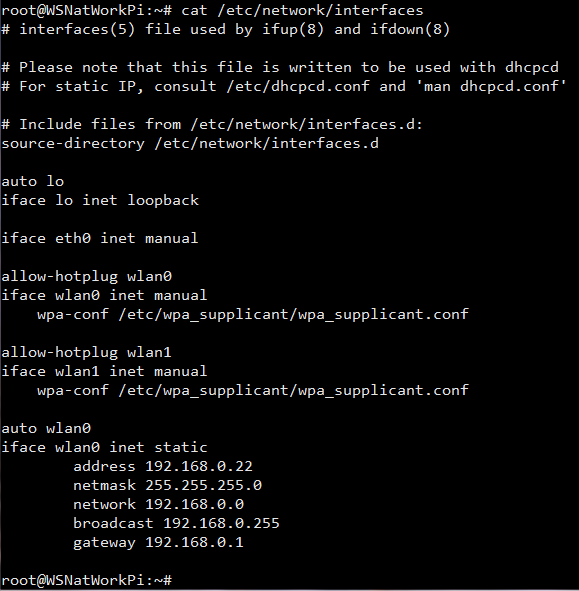 root@WSNatWorkPi:~# cat /etc/network/interfaces
# interfaces(5) file used by ifup(8) and ifdown(8)
# Please note that this file is written to be used with dhcpcd
# For static IP, consult /etc/dhcpcd.conf and 'man dhcpcd.conf'
# Include files from /etc/network/interfaces.d:
source-directory /etc/network/interfaces.d
auto lo
iface lo inet loopback
iface eth0 inet manual
allow-hotplug wlan0
iface wlan0 inet manual
    wpa-conf /etc/wpa_supplicant/wpa_supplicant.conf
allow-hotplug wlan1
iface wlan1 inet manual
    wpa-conf /etc/wpa_supplicant/wpa_supplicant.conf
auto wlan0
iface wlan0 inet static
        address 192.168.0.22
        netmask 255.255.255.0
        network 192.168.0.0
        broadcast 192.168.0.255
        gateway 192.168.0.1
root@WSNatWorkPi:~#